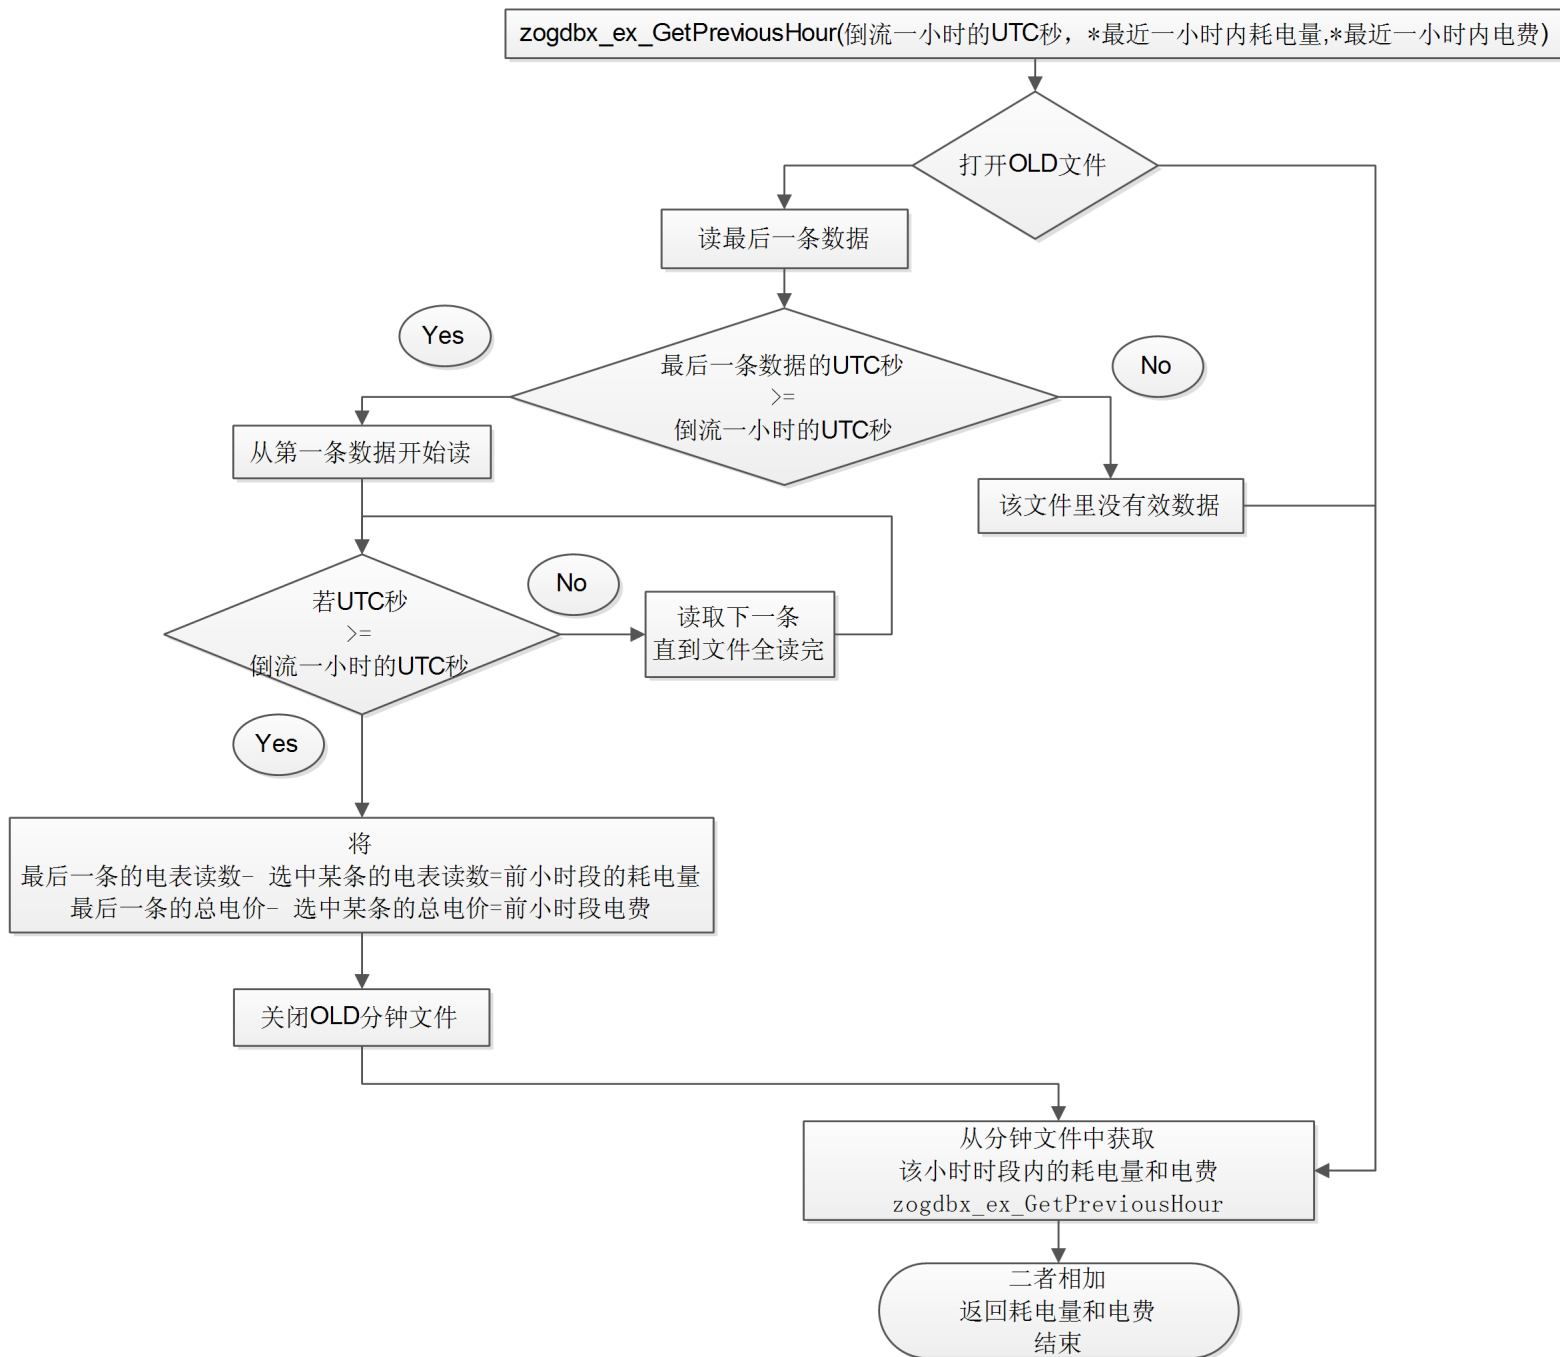 zogdbx_ex_GetPreviousHour(倒流一小时的UTC秒，*最近一小时内耗电量,*最近一小时内电费)
打开OLD文件
读最后一条数据
Yes
最后一条数据的UTC秒
>=
倒流一小时的UTC秒
No
从第一条数据开始读
该文件里没有效数据
若UTC秒
>=
倒流一小时的UTC秒
No
读取下一条
直到文件全读完
Yes
将
最后一条的电表读数- 选中某条的电表读数=前小时段的耗电量
最后一条的总电价- 选中某条的总电价=前小时段电费
关闭OLD分钟文件
从分钟文件中获取
该小时时段内的耗电量和电费
zogdbx_ex_GetPreviousHour
二者相加
返回耗电量和电费
结束